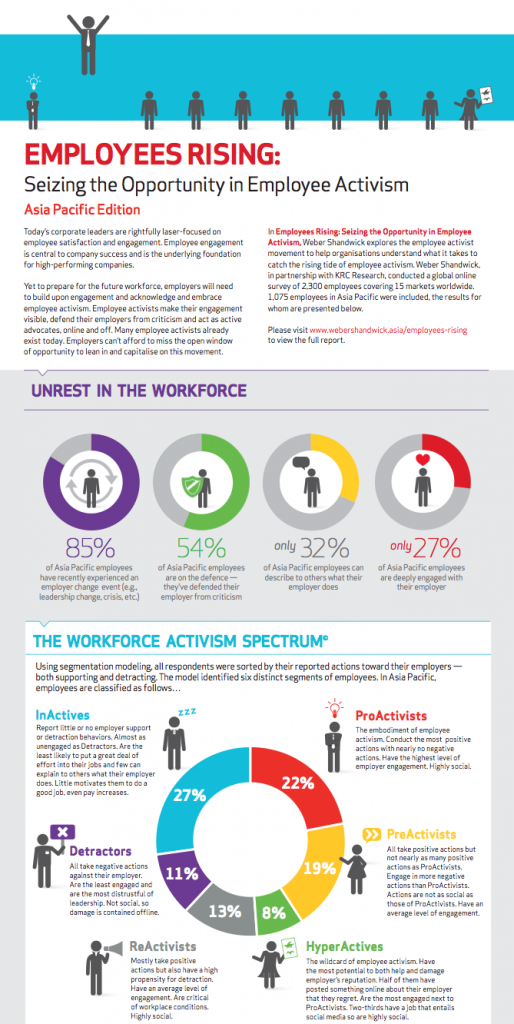 EMPLOYEES RISING:
Seizing the Opportunity in Employee Activism
Asia Pacific Edition
Today's corporate leaders are rightfully laser-focused on
employee satisfaction and engagement. Employee engagement
is central to company success and is the underlying foundation
for high-performing companies.
Yet to prepare for the future workforce, employers will need
to build upon engagement and acknowledge and embrace
employee activism. Employee activists make their engagement
visible, defend their employers from criticism and act as active
advocates, online and off. Many employee activists already
exist today. Employers can't afford to miss the open window
of opportunity to lean in and capitalise on this movement.
In Employees Rising: Seizing the Opportunity in Employee
Activism, Weber Shandwick explores the employee activist
movement to help organisations understand what it takes to
catch the rising tide of employee activism. Weber Shandwick,
in partnership with KRC Research, conducted a global online
survey of 2,300 employees covering 15 markets worldwide.
1,075 employees in Asia Pacific were included, the results for
whom are presented below.
Please visit www.webershandwick.asia/employees-rising
to view the full report.
UNREST IN THE WORKFORCE
85%
of Asia Pacific employees
have recently experienced an
employer change event (e.g.,
leadership change, crisis, etc.)
54%
of Asia Pacific employees
are on the defence —
they've defended their
employer from criticism
only 32%
of Asia Pacific employees can
describe to others what their
employer does
only 27%
of Asia Pacific employees
are deeply engaged with
their employer
THE WORKFORCE ACTIVISM SPECTRUM©
Using segmentation modeling, all respondents were sorted by their reported actions toward their employers —
both supporting and detracting. The model identified six distinct segments of employees. In Asia Pacific,
employees are classified as follows...
InActives
Report little or no employer support
or detraction behaviors. Almost as
unengaged as Detractors. Are the
least likely to put a great deal of
effort into their jobs and few can
explain to others what their employer
does. Little motivates them to do a
good job, even pay increases.
zzz
ProActivists
The embodiment of employee
activism. Conduct the most positive
actions with nearly no negative
actions. Have the highest level of
employer engagement. Highly social.
27%
22%
19%
8%
13%
11%
Detractors
All take negative actions
against their employer.
Are the least engaged and
are the most distrustful of
leadership. Not social, so
damage is contained offline.
PreActivists
All take positive actions but
not nearly as many positive
actions as ProActivists.
Engage in more negative
actions than ProActivists.
Actions are not as social as
those of ProActivists. Have an
average level of engagement.
ReActivists
Mostly take positive
actions but also have a high
propensity for detraction.
Have an average level of
engagement. Are critical
of workplace conditions.
Highly social.
HyperActives
The wildcard of employee activism. Have
the most potential to both help and damage
employer's reputation. Half of them have
posted something online about their employer
that they regret. Are the most engaged next
to ProActivists. Two-thirds have a job that entails
social media so are highly social.